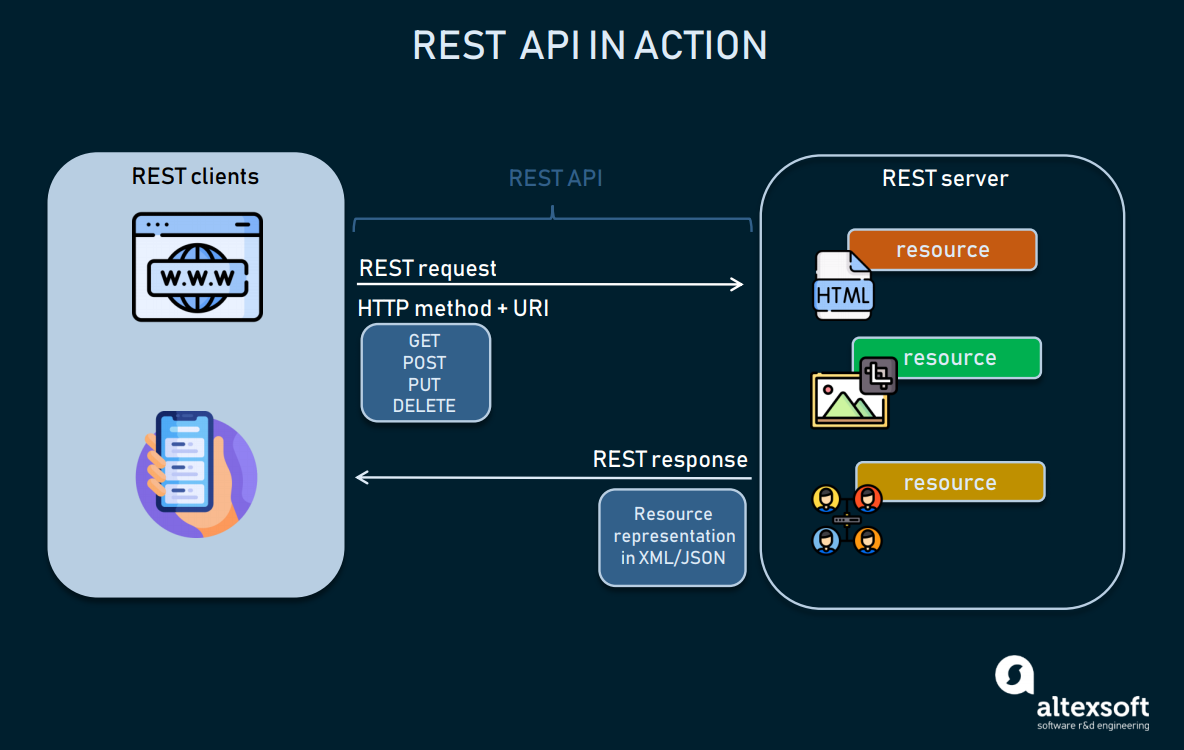 REST API IN ACTION
REST clients
W.W.W
REST API
REST request
HTTP method + URI
GET
POST
PUT
DELETE
REST response
Resource
representation
in XML/JSON
REST server
resource
HTML
resource
resource
altexsoft
software r&d engineering